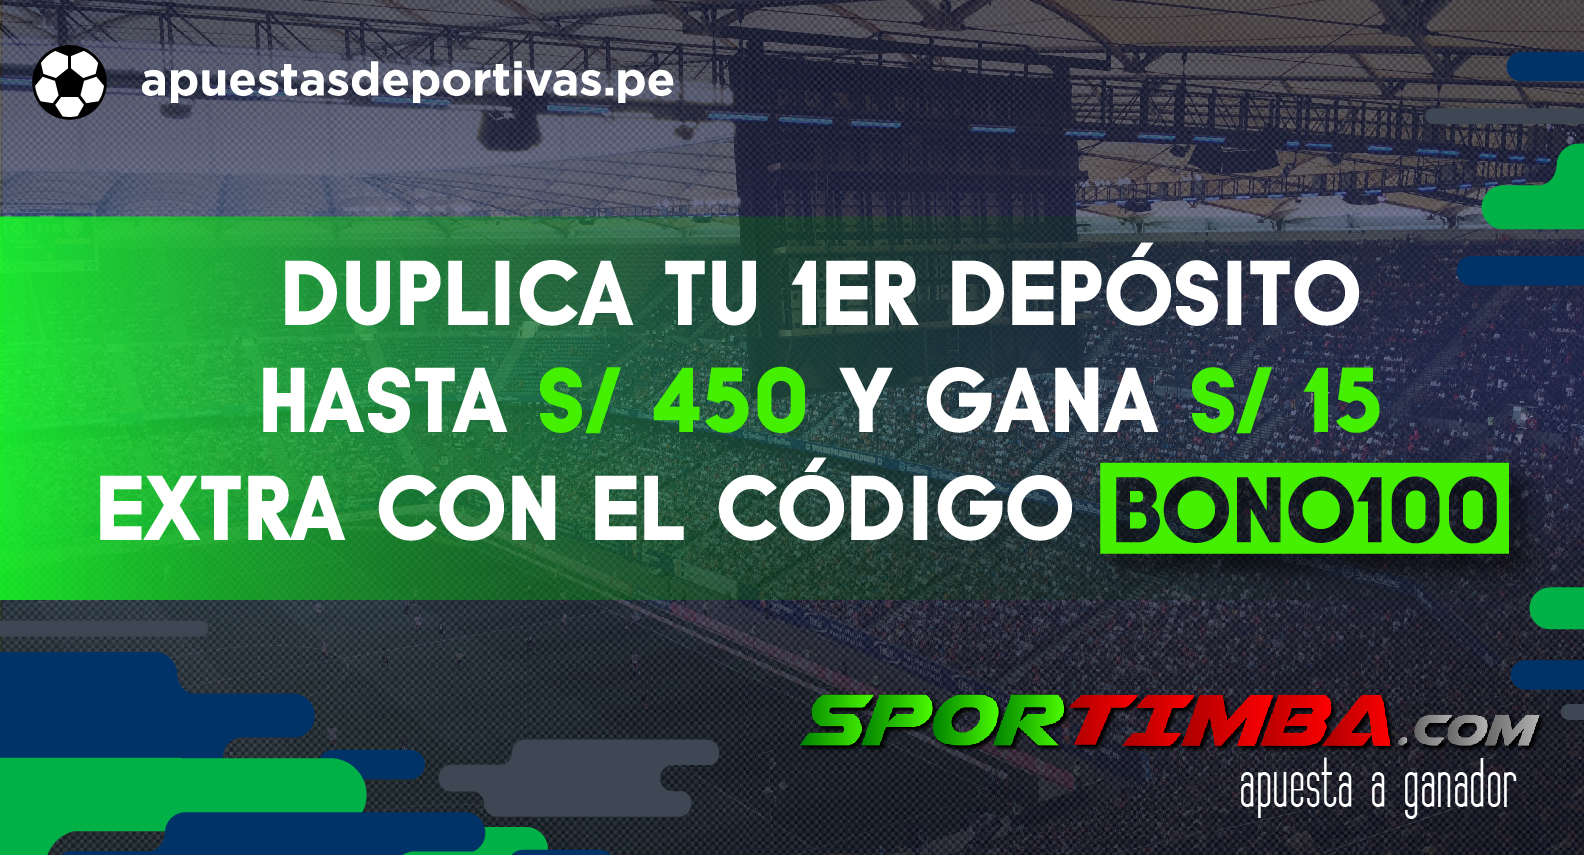 apuestasdeportivas.pe
DUPLICA TU 1ER DEPÓSITO
HASTA S/ 450 Y GANA S/ 15
EXTRA CON EL CÓDIGO BONO100
SPORTIMBA.COM
apuesta a ganador